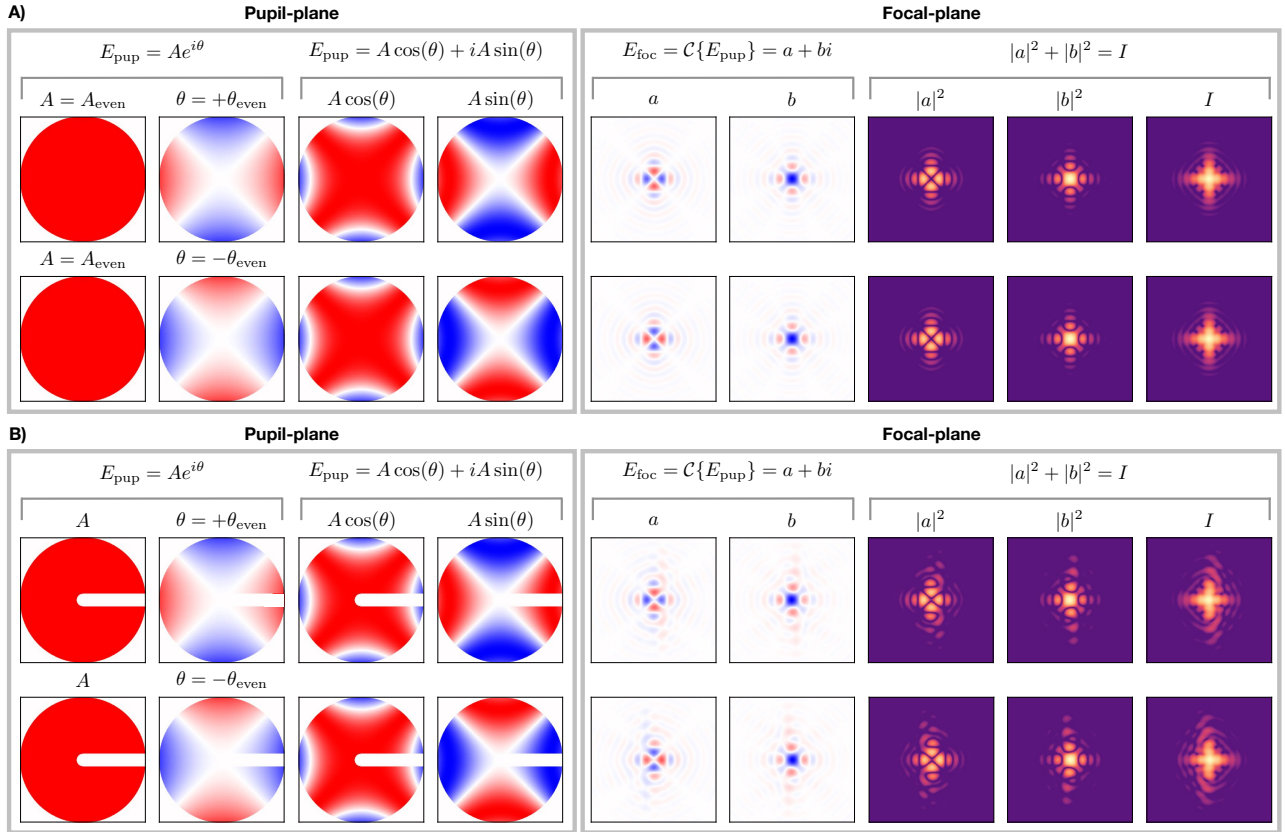 A)
Pupil-plane Focal-plane
E_pup = Ae^{iθ} E_pup = A cos(θ) + iA sin(θ) E_foc = 𝒞{E_pup} = a + bi |a|² + |b|² = I
A = A_even θ = +θ_even A cos(θ) A sin(θ) a b |a|² |b|² I
A = A_even θ = −θ_even
B)
Pupil-plane Focal-plane
E_pup = Ae^{iθ} E_pup = A cos(θ) + iA sin(θ) E_foc = 𝒞{E_pup} = a + bi |a|² + |b|² = I
A θ = +θ_even A cos(θ) A sin(θ) a b |a|² |b|² I
A θ = −θ_even